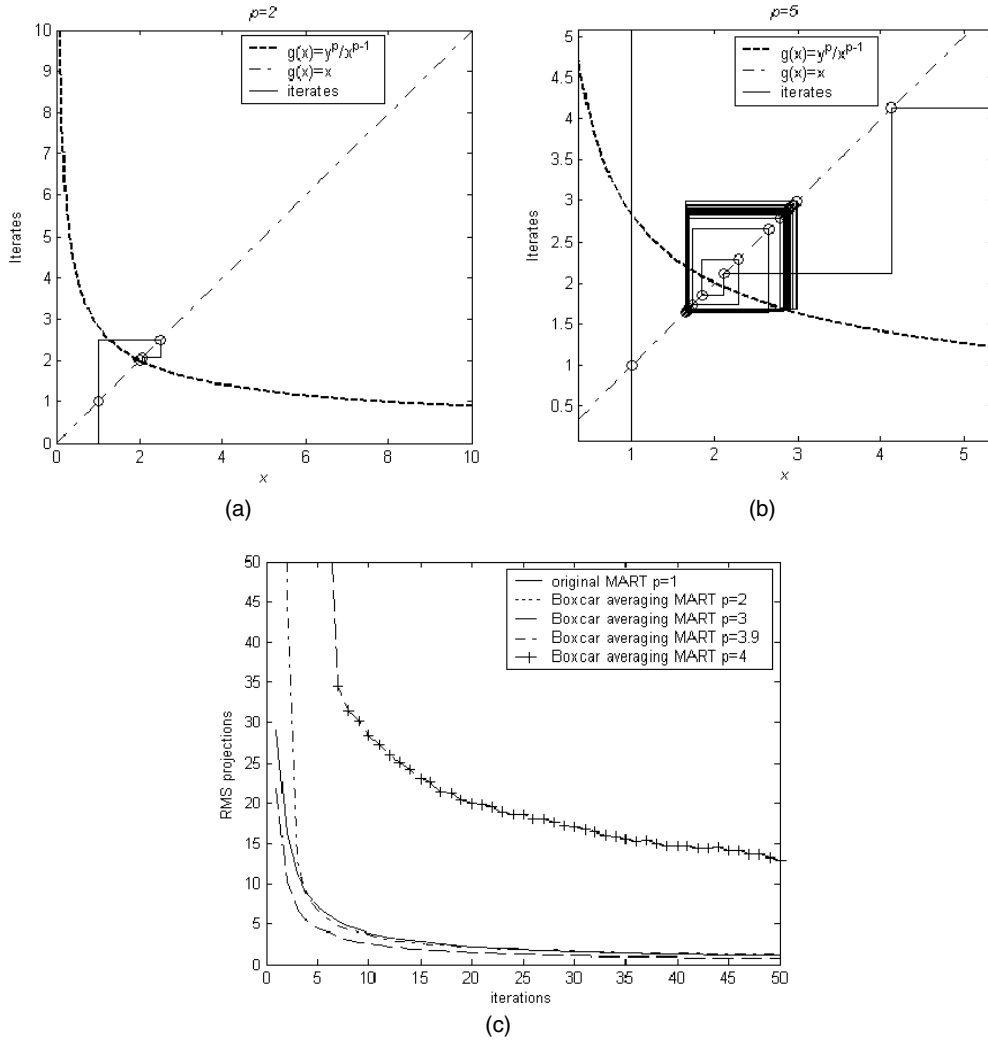 p=2
10
9
8
7
6
5
4
3
2
1
0
Iterates
g(x)=y^p/x^{p-1}
g(x)=x
iterates
0 2 4 6 8 10
x
(a)
p=5
5
4.5
4
3.5
3
2.5
2
1.5
1
0.5
Iterates
g(x)=y^p/x^{p-1}
g(x)=x
iterates
1 2 3 4 5
x
(b)
50
45
40
35
30
25
20
15
10
5
0
RMS projections
original MART p=1
Boxcar averaging MART p=2
Boxcar averaging MART p=3
Boxcar averaging MART p=3.9
Boxcar averaging MART p=4
0 5 10 15 20 25 30 35 40 45 50
iterations
(c)